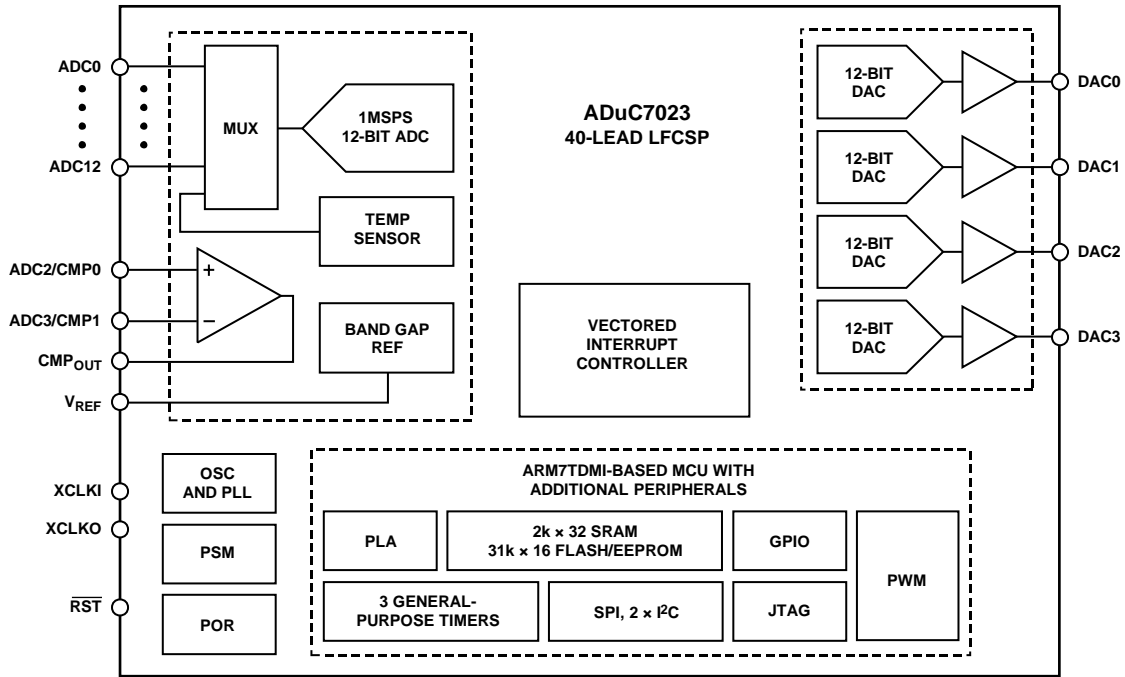 ADC0
ADC12
ADC2/CMP0
ADC3/CMP1
CMPOUT
VREF
XCLKI
XCLKO
RST
MUX
1MSPS
12-BIT ADC
TEMP
SENSOR
+
−
BAND GAP
REF
ADuC7023
40-LEAD LFCSP
VECTORED
INTERRUPT
CONTROLLER
12-BIT
DAC
DAC0
12-BIT
DAC
DAC1
12-BIT
DAC
DAC2
12-BIT
DAC
DAC3
OSC
AND PLL
PSM
POR
ARM7TDMI-BASED MCU WITH
ADDITIONAL PERIPHERALS
PLA
2k × 32 SRAM
31k × 16 FLASH/EEPROM
GPIO
PWM
3 GENERAL-
PURPOSE TIMERS
SPI, 2 × I²C
JTAG